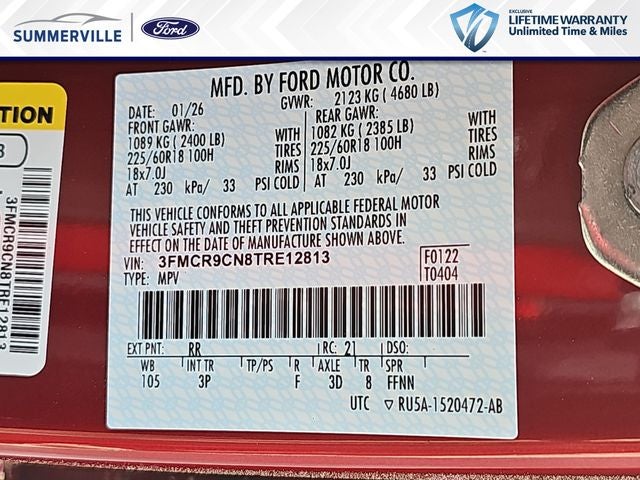 SUMMERVILLE
Ford
EXCLUSIVE
LIFETIME WARRANTY
Unlimited Time & Miles
MFD. BY FORD MOTOR CO.
DATE: 01/26 GVWR: 2123 KG ( 4680 LB)
FRONT GAWR: REAR GAWR:
1089 KG ( 2400 LB) WITH 1082 KG ( 2385 LB) WITH
225/60R18 100H TIRES 225/60R18 100H TIRES
18x7.0J RIMS 18x7.0J RIMS
AT 230 kPa/ 33 PSI COLD AT 230 kPa/ 33 PSI COLD
THIS VEHICLE CONFORMS TO ALL APPLICABLE FEDERAL MOTOR
VEHICLE SAFETY AND THEFT PREVENTION STANDARDS IN
EFFECT ON THE DATE OF MANUFACTURE SHOWN ABOVE.
VIN: 3FMCR9CN8TRE12813 F0122
TYPE: MPV T0404
EXT PNT: RR RC: 21 DSO:
WB INT TR TP/PS R AXLE TR SPR
105 3P F 3D 8 FFNN
UTC ▽ RU5A-1520472-AB
3FMCR9CN8TRE12813